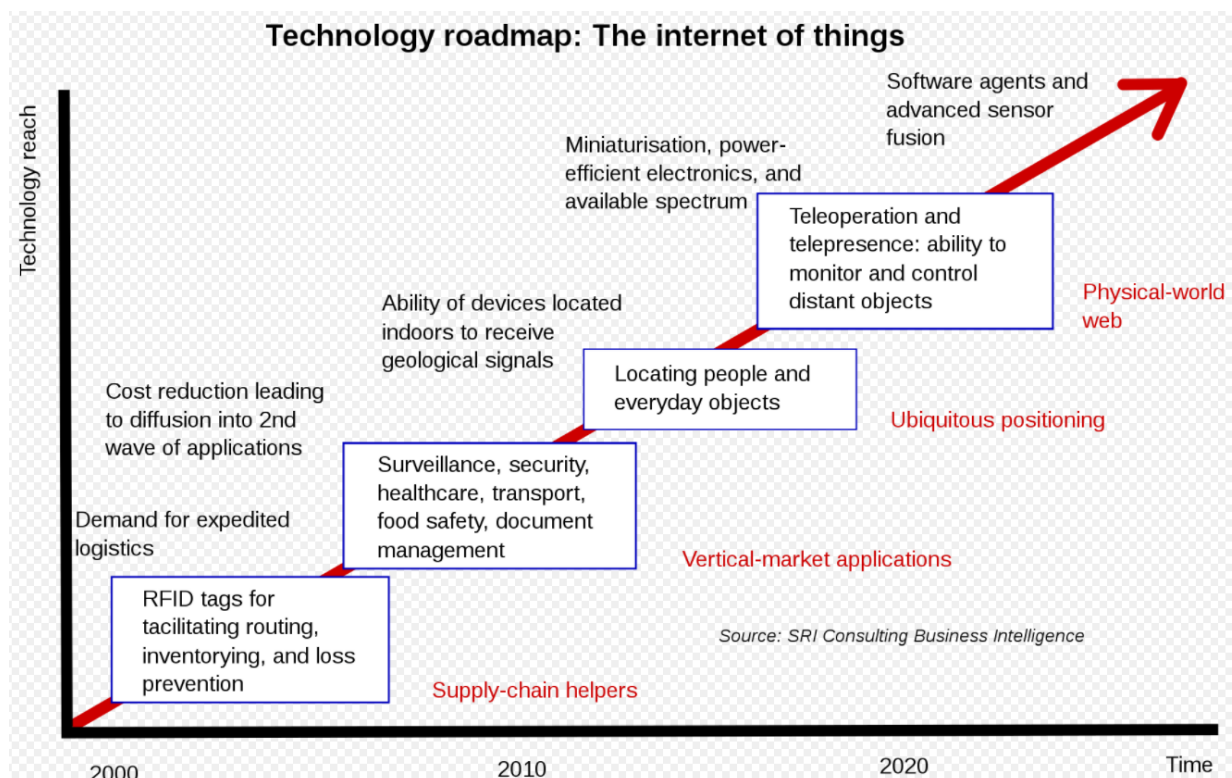 Technology roadmap: The internet of things
Technology reach
Software agents and
advanced sensor
fusion
Miniaturisation, power-
efficient electronics, and
available spectrum
Teleoperation and
telepresence: ability to
monitor and control
distant objects
Physical-world
web
Ability of devices located
indoors to receive
geological signals
Locating people and
everyday objects
Ubiquitous positioning
Cost reduction leading
to diffusion into 2nd
wave of applications
Surveillance, security,
healthcare, transport,
food safety, document
management
Vertical-market applications
Demand for expedited
logistics
RFID tags for
tacilitating routing,
inventorying, and loss
prevention
Supply-chain helpers
Source: SRI Consulting Business Intelligence
2000
2010
2020
Time